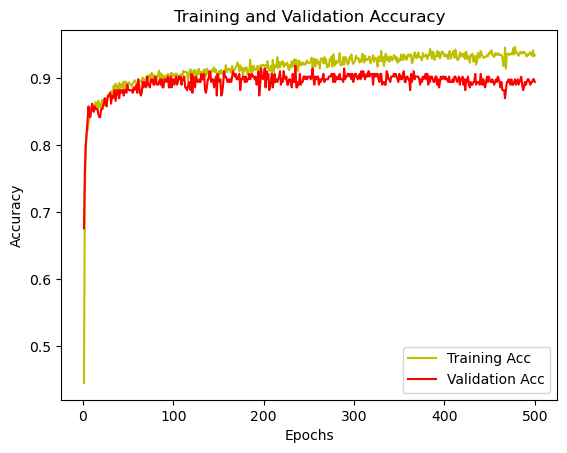 Training and Validation Accuracy
Accuracy
0.9
0.8
0.7
0.6
0.5
Training Acc
Validation Acc
0
100
200
300
400
500
Epochs